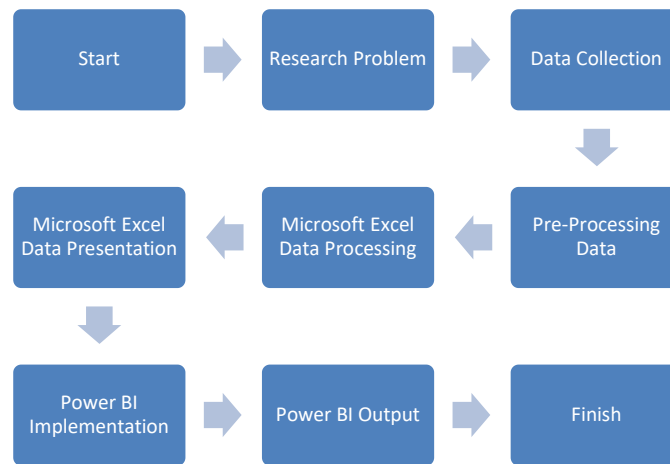 Start
Research Problem
Data Collection
Pre-Processing
Data
Microsoft Excel
Data Processing
Microsoft Excel
Data Presentation
Power BI
Implementation
Power BI Output
Finish